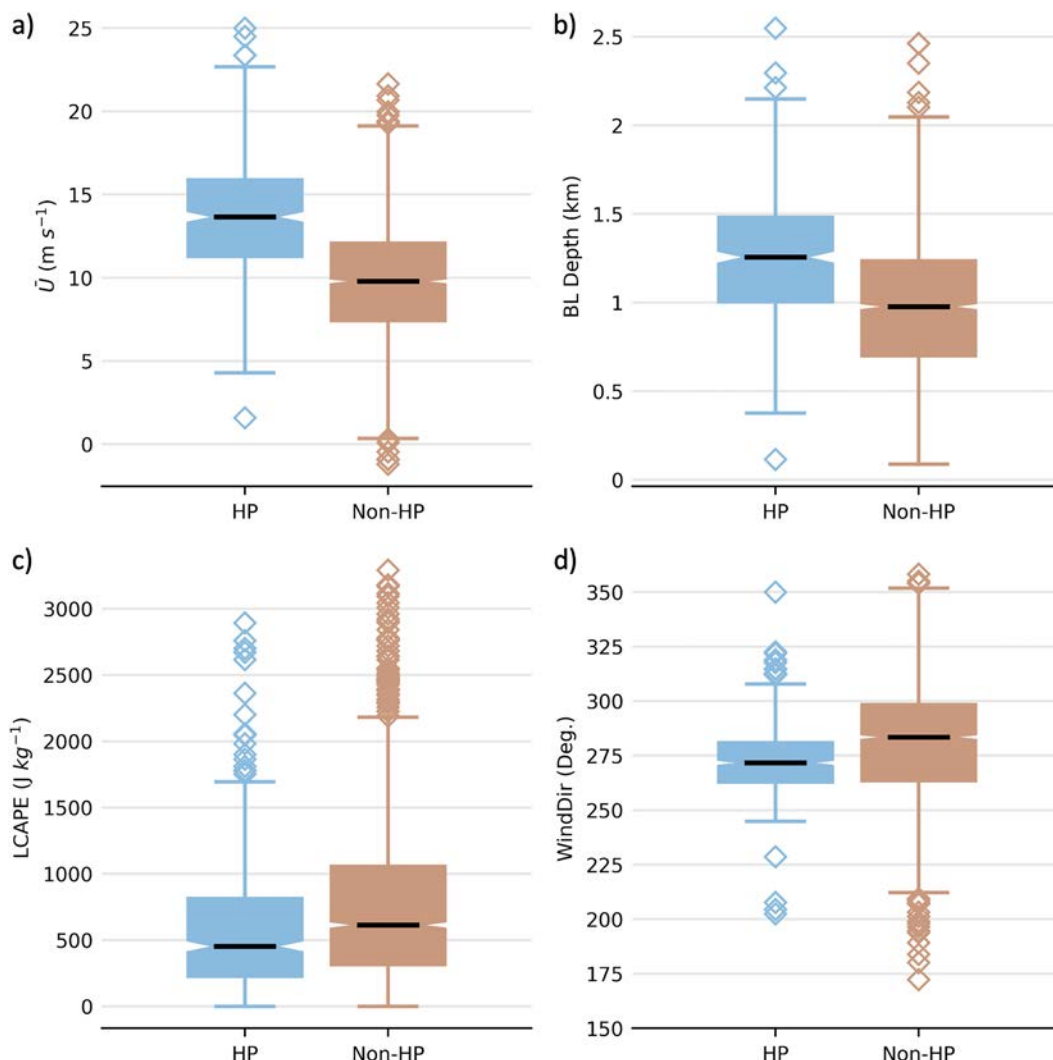 a)
25
20
15
10
5
0
Ū (m s⁻¹)
HP
Non-HP
b)
2.5
2
1.5
1
0.5
0
BL Depth (km)
HP
Non-HP
c)
3000
2500
2000
1500
1000
500
0
LCAPE (J kg⁻¹)
HP
Non-HP
d)
350
325
300
275
250
225
200
175
150
WindDir (Deg.)
HP
Non-HP